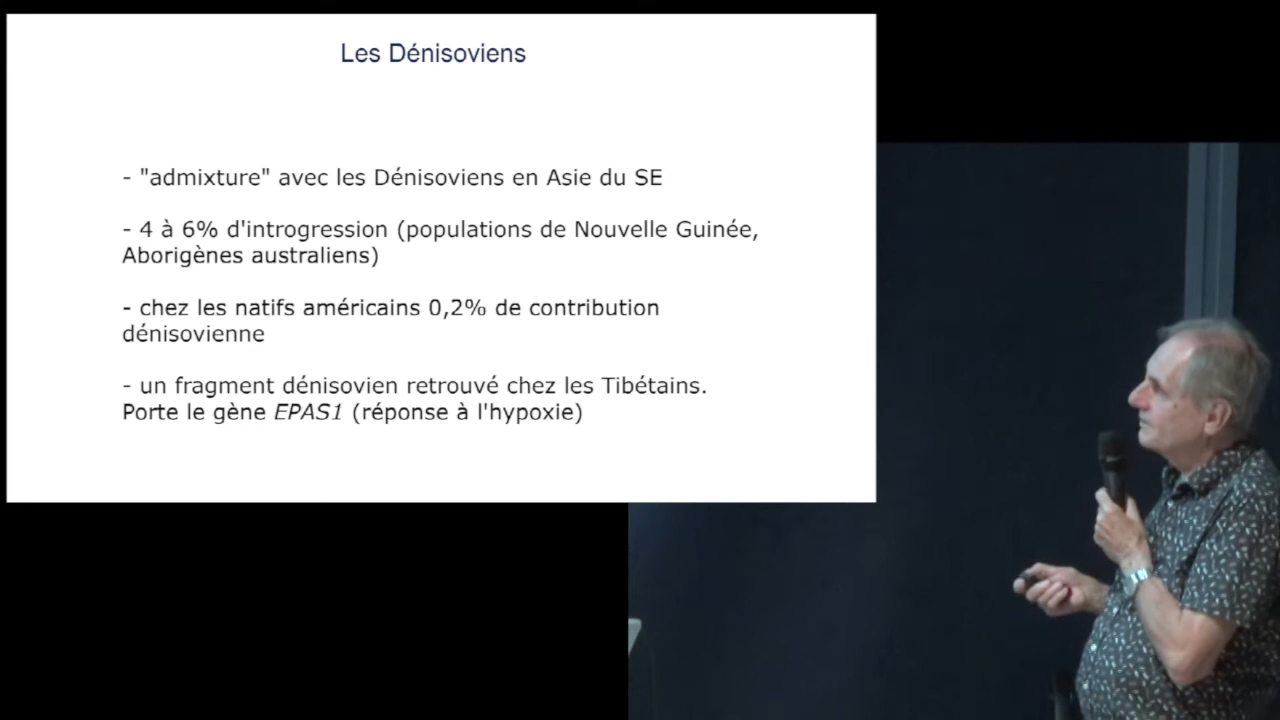 Les Dénisoviens
- "admixture" avec les Dénisoviens en Asie du SE
- 4 à 6% d'introgression (populations de Nouvelle Guinée,
Aborigènes australiens)
- chez les natifs américains 0,2% de contribution
dénisovienne
- un fragment dénisovien retrouvé chez les Tibétains.
Porte le gène EPAS1 (réponse à l'hypoxie)